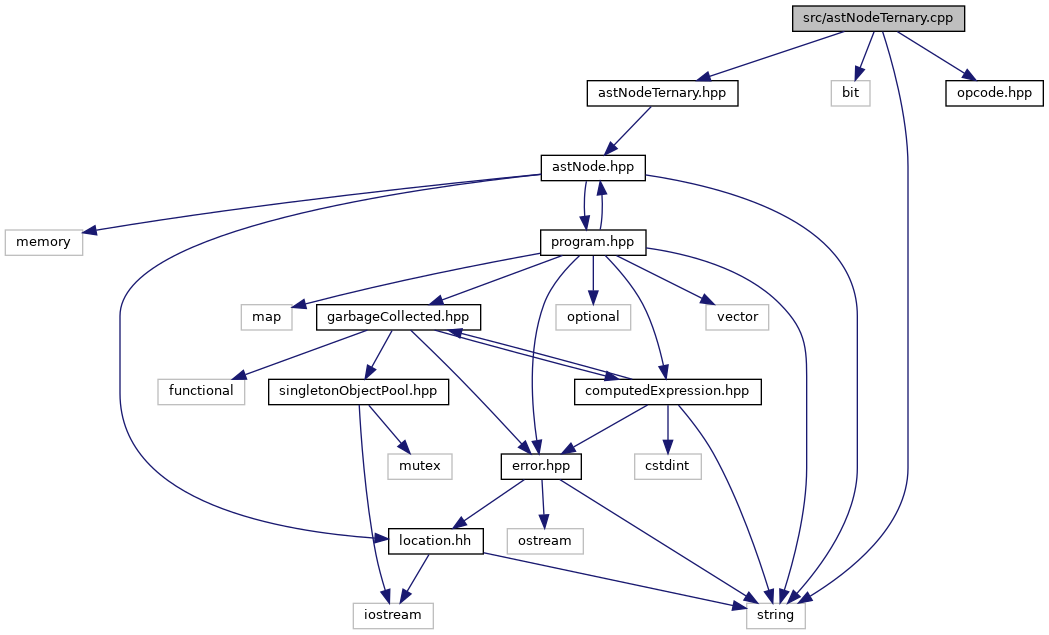 src/astNodeTernary.cpp
astNodeTernary.hpp
bit
opcode.hpp
astNode.hpp
memory
program.hpp
map
garbageCollected.hpp
optional
vector
functional
singletonObjectPool.hpp
computedExpression.hpp
mutex
error.hpp
cstdint
location.hh
ostream
iostream
string